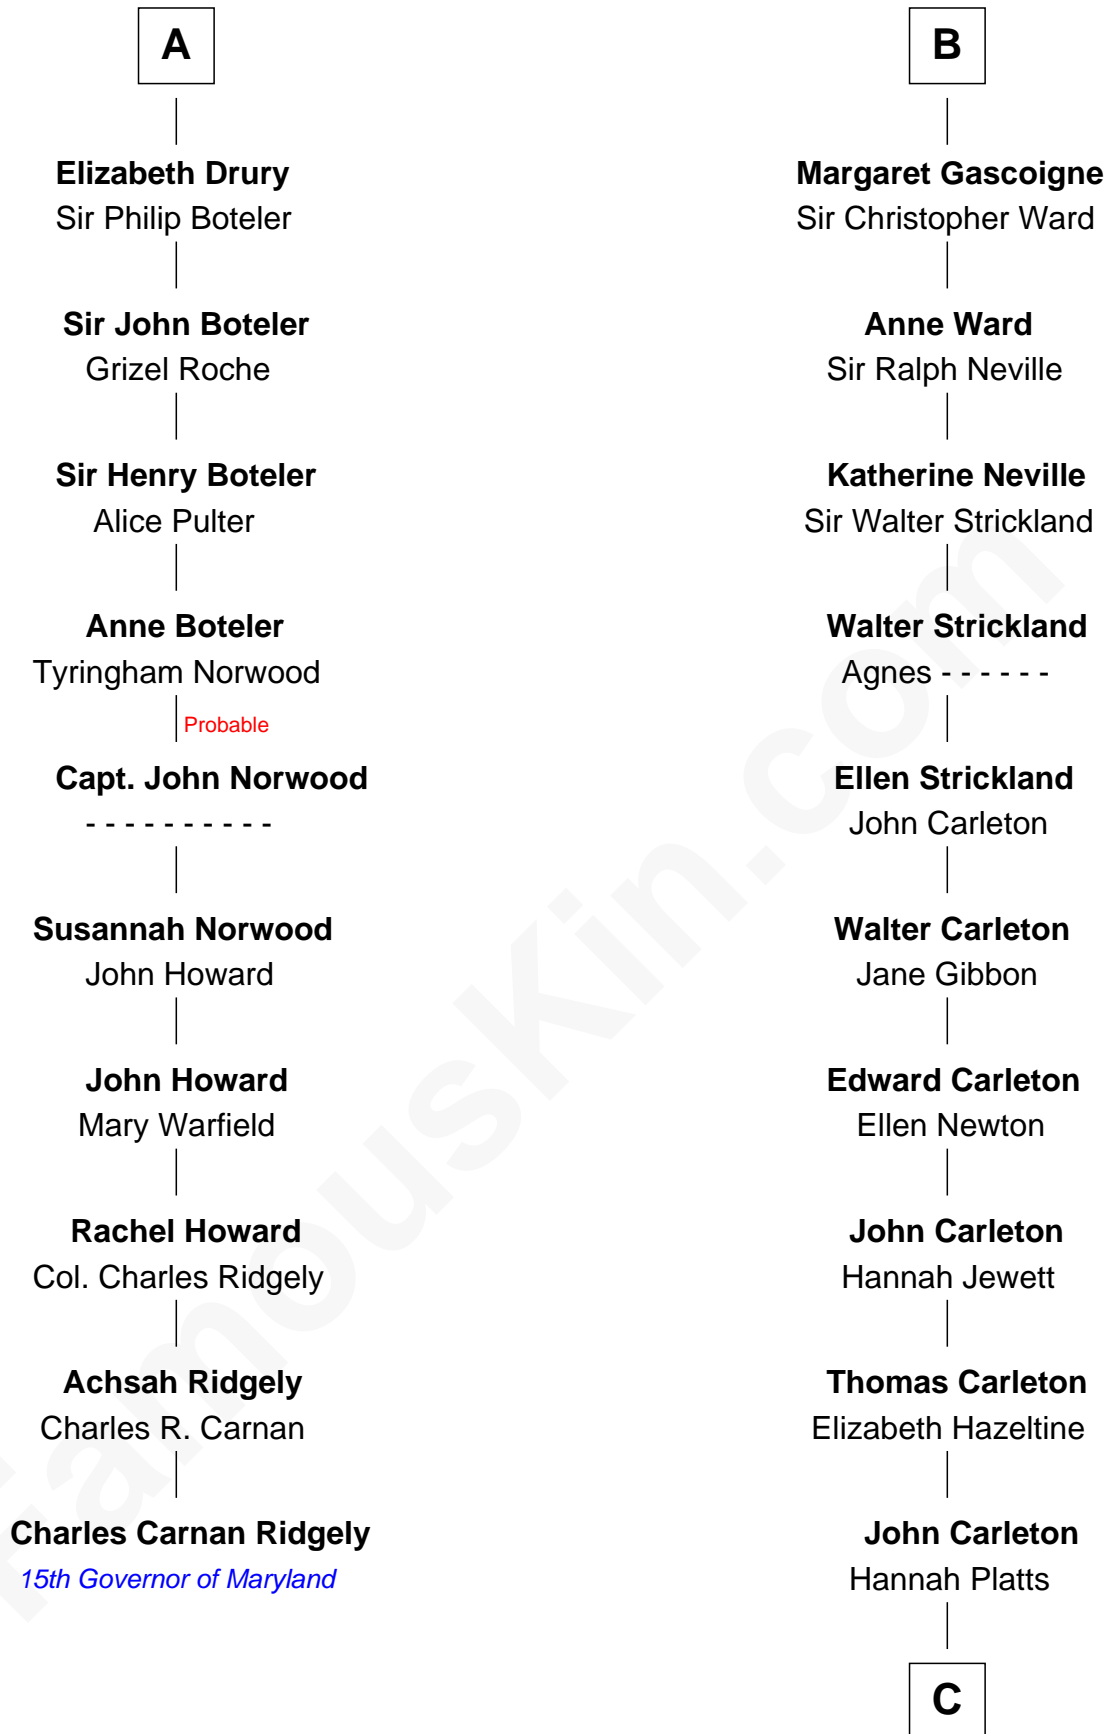 A
Elizabeth Drury
Sir Philip Boteler
Sir John Boteler
Grizel Roche
Sir Henry Boteler
Alice Pulter
Anne Boteler
Tyringham Norwood
Probable
Capt. John Norwood
- - - - - - - - - -
Susannah Norwood
John Howard
John Howard
Mary Warfield
Rachel Howard
Col. Charles Ridgely
Achsah Ridgely
Charles R. Carnan
Charles Carnan Ridgely
15th Governor of Maryland
B
Margaret Gascoigne
Sir Christopher Ward
Anne Ward
Sir Ralph Neville
Katherine Neville
Sir Walter Strickland
Walter Strickland
Agnes - - - - - -
Ellen Strickland
John Carleton
Walter Carleton
Jane Gibbon
Edward Carleton
Ellen Newton
John Carleton
Hannah Jewett
Thomas Carleton
Elizabeth Hazeltine
John Carleton
Hannah Platts
C
FamousKin.com